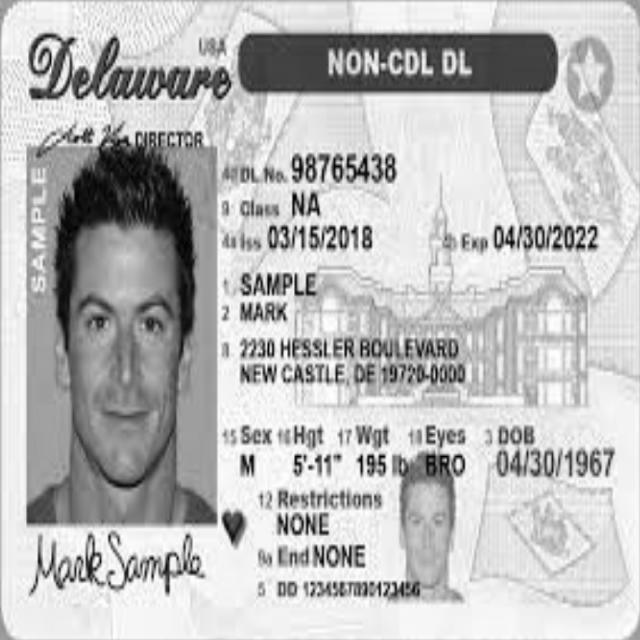 Delaware USA NON-CDL DL
DIRECTOR
SAMPLE
4d DL No. 98765438
9 Class NA
4a Iss 03/15/2018 4b Exp 04/30/2022
1 SAMPLE
2 MARK
8 2230 HESSLER BOULEVARD
NEW CASTLE, DE 19720-0000
15 Sex 16 Hgt 17 Wgt 18 Eyes 3 DOB
M 5'-11" 195 lb BRO 04/30/1967
12 Restrictions
NONE
9a End NONE
5 DD 1234567890123456
Mark Sample